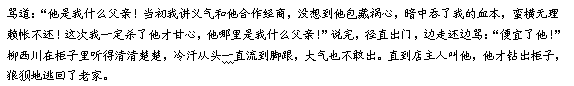 骂道：“他是我什么父亲！当初我讲义气和他合作经商，没想到他包藏祸心，暗中吞了我的血本，蛮横无理
赖帐不还！这次我一定杀了他才甘心，他哪里是我什么父亲！”说完，径直出门，边走还边骂：“便宜了他！”
柳西川在柜子里听得清清楚楚，冷汗从头一直流到脚跟，大气也不敢出。直到店主人叫他，他才钻出柜子，
狼狈地逃回了老家。